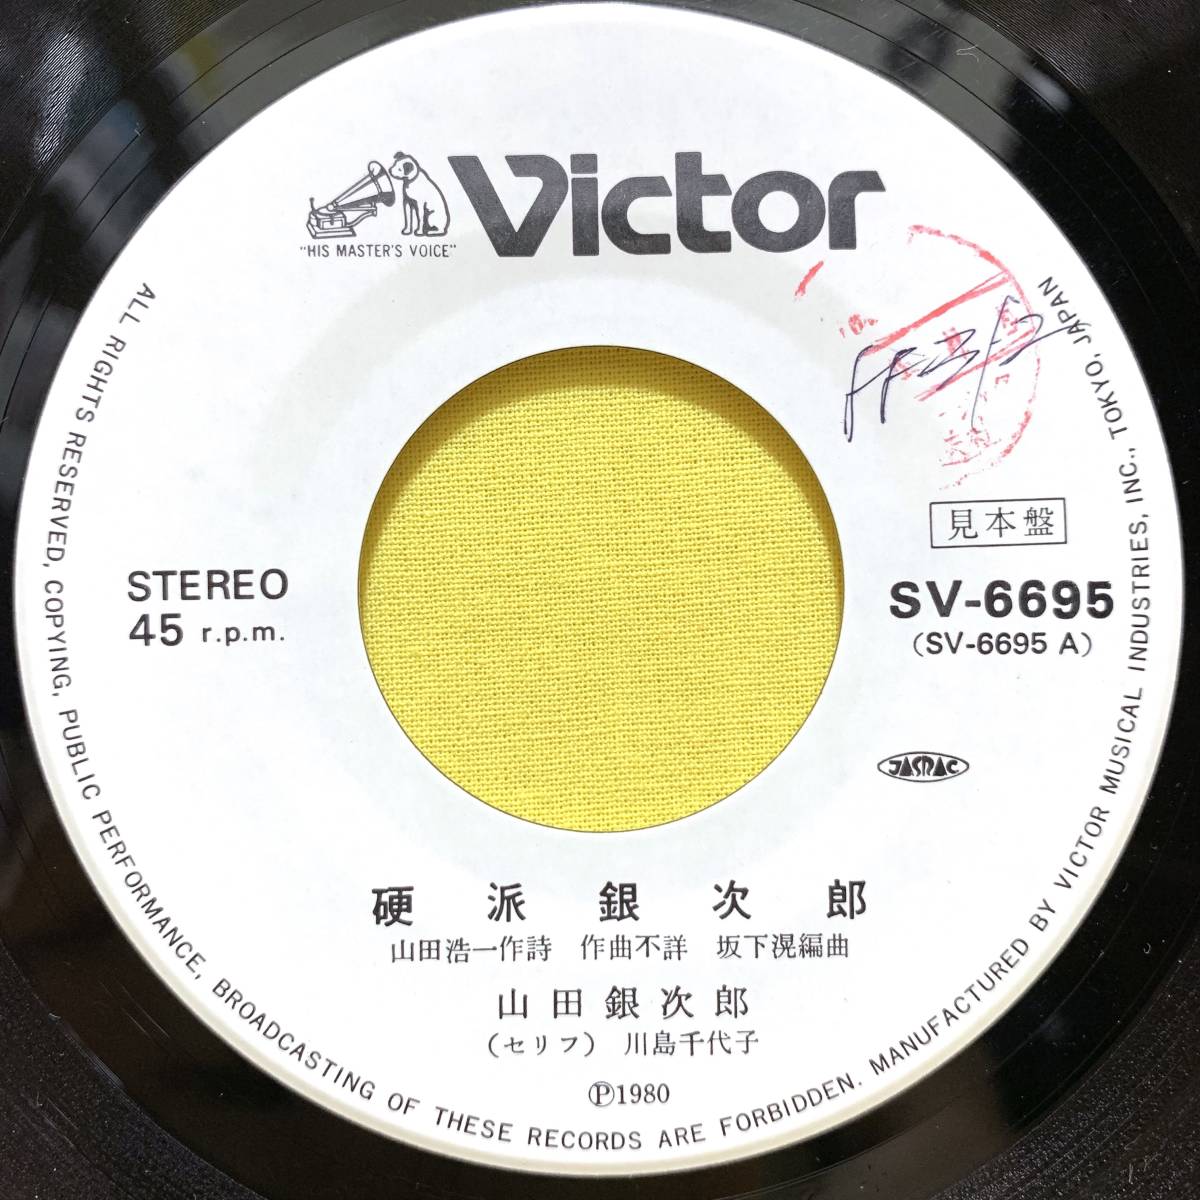 Victor
"HIS MASTER'S VOICE"
見本盤
STEREO
45 r.p.m.
SV-6695
(SV-6695 A)
JASRAC
硬派銀次郎
山田浩一作詩 作曲不詳 坂下滉編曲
山田銀次郎
(セリフ) 川島千代子
Ⓟ1980
ALL RIGHTS RESERVED, COPYING, PUBLIC PERFORMANCE, BROADCASTING OF THESE RECORDS ARE FORBIDDEN. MANUFACTURED BY VICTOR MUSICAL INDUSTRIES, INC., TOKYO, JAPAN